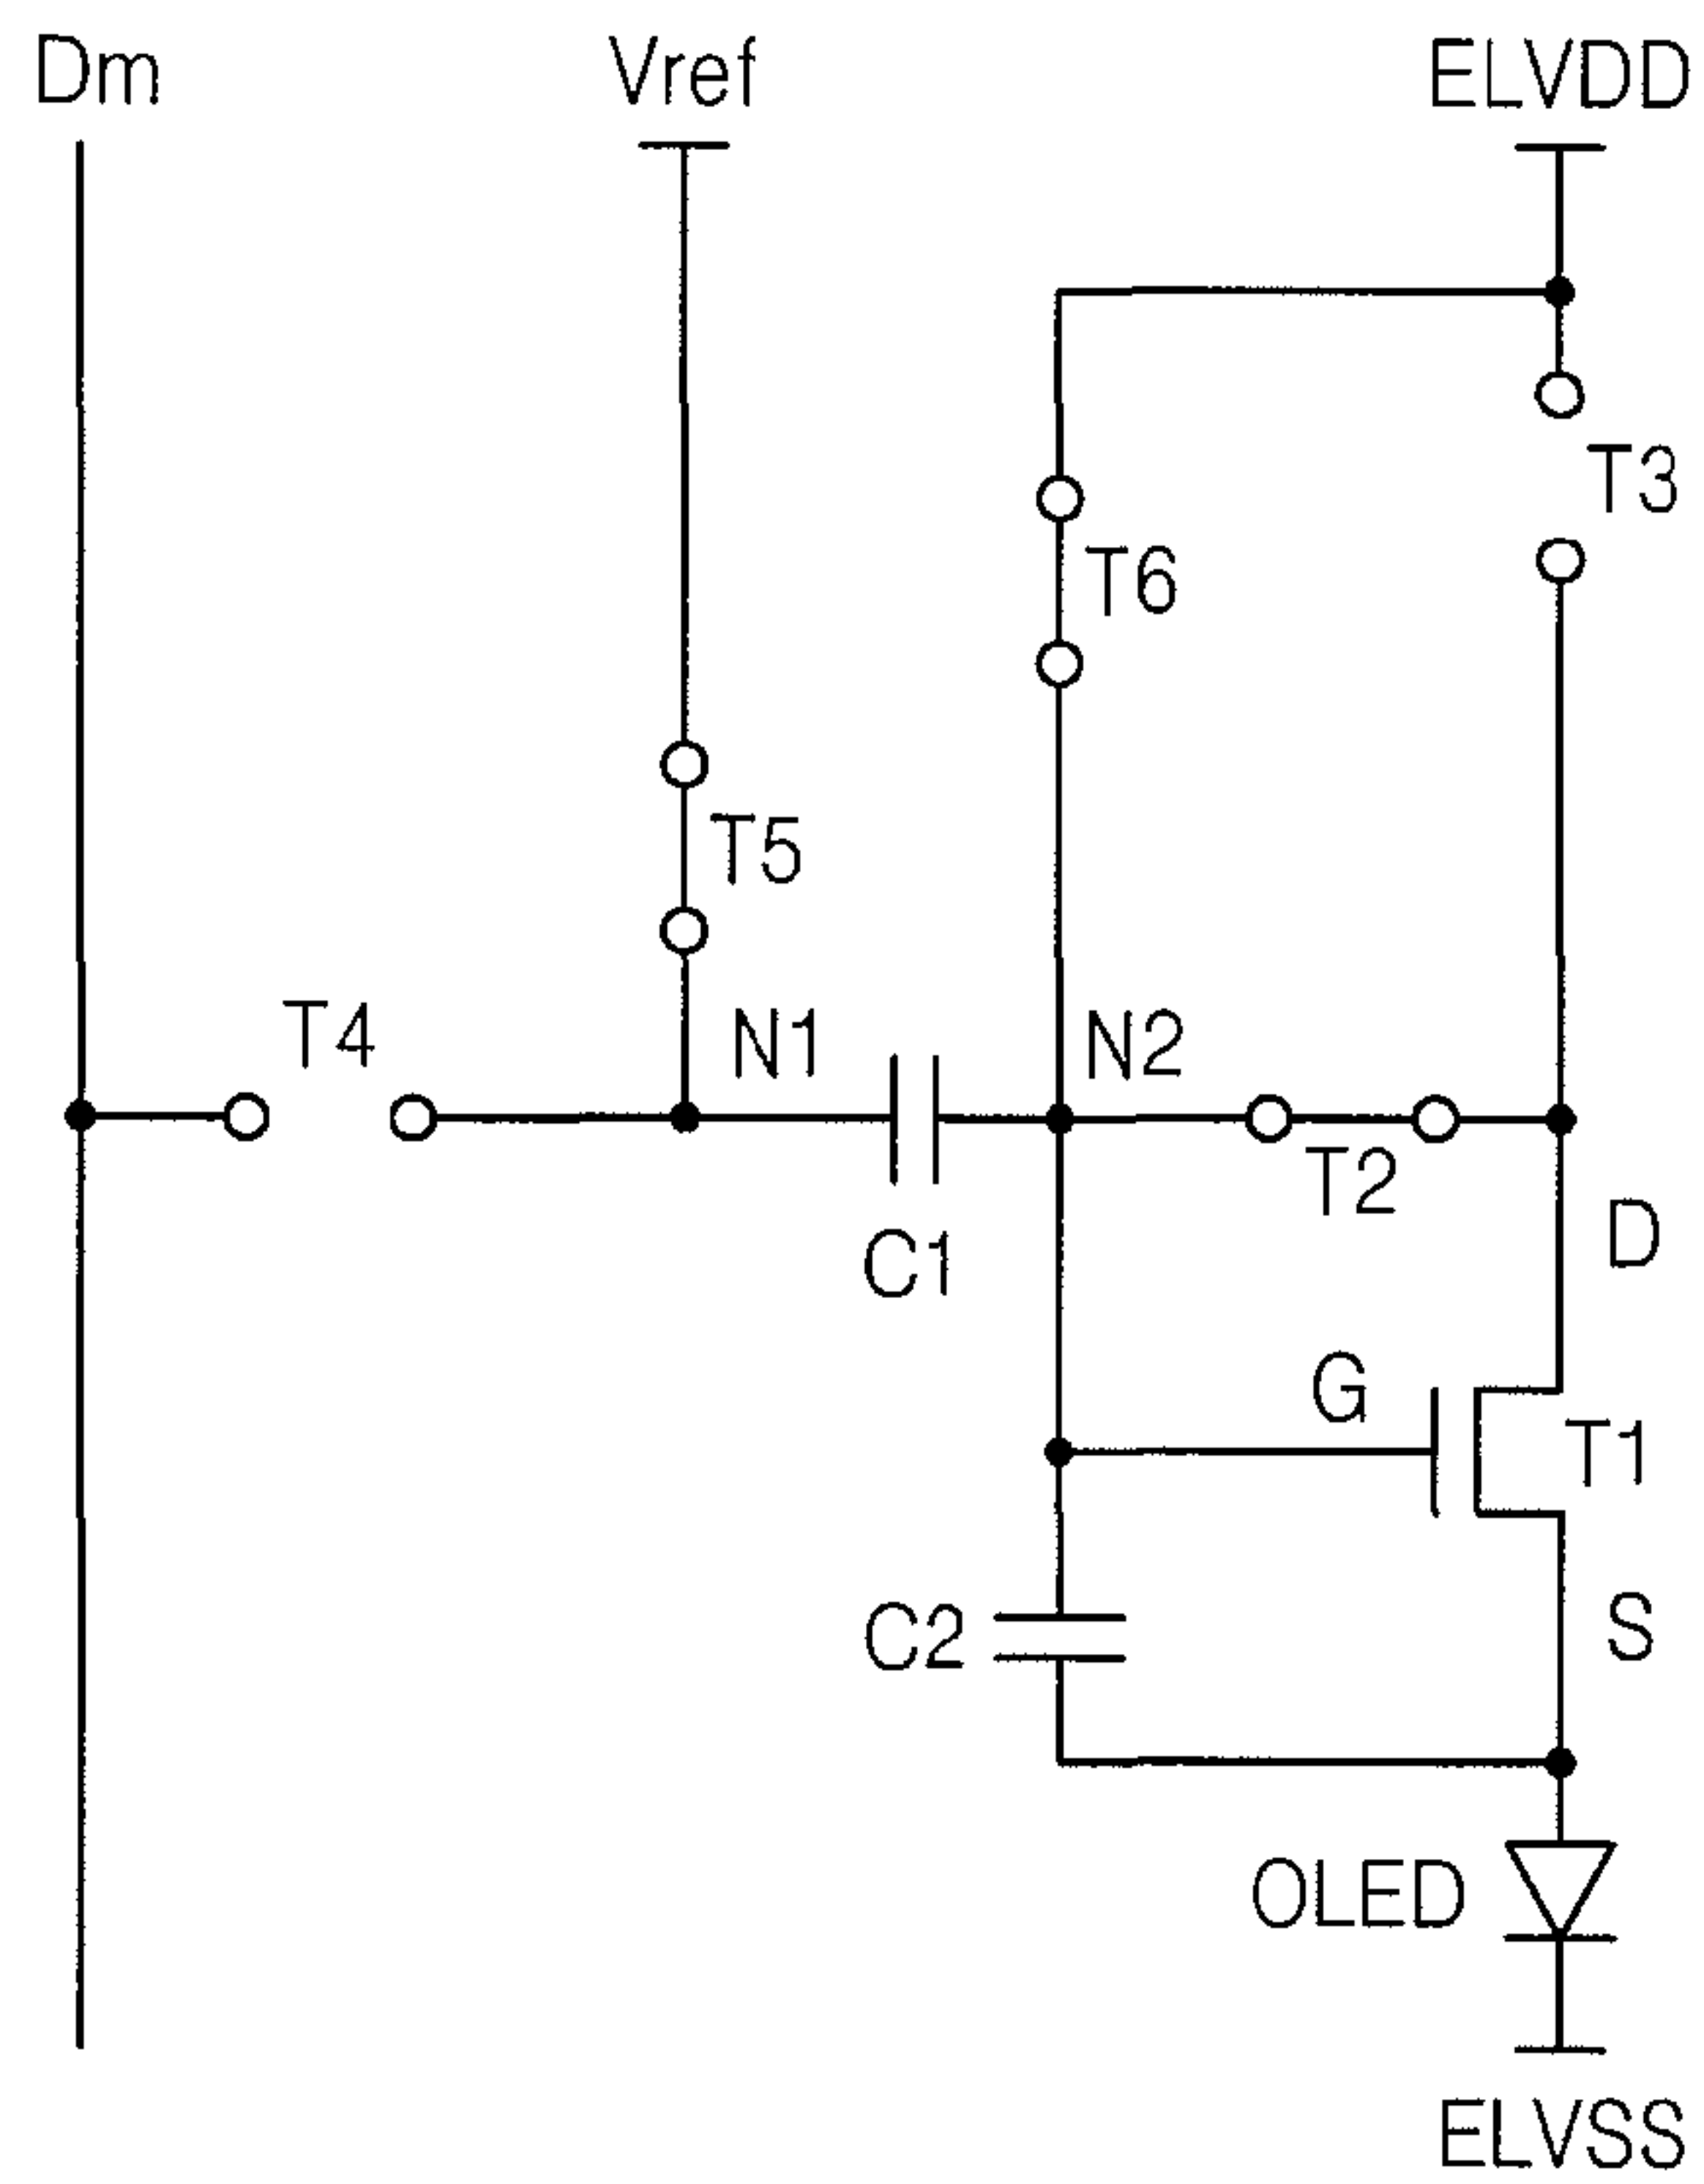 Dm
Vref
ELVDD
T3
T6
T5
T4
N1
N2
T2
C1
D
G
T1
C2
S
OLED
ELVSS